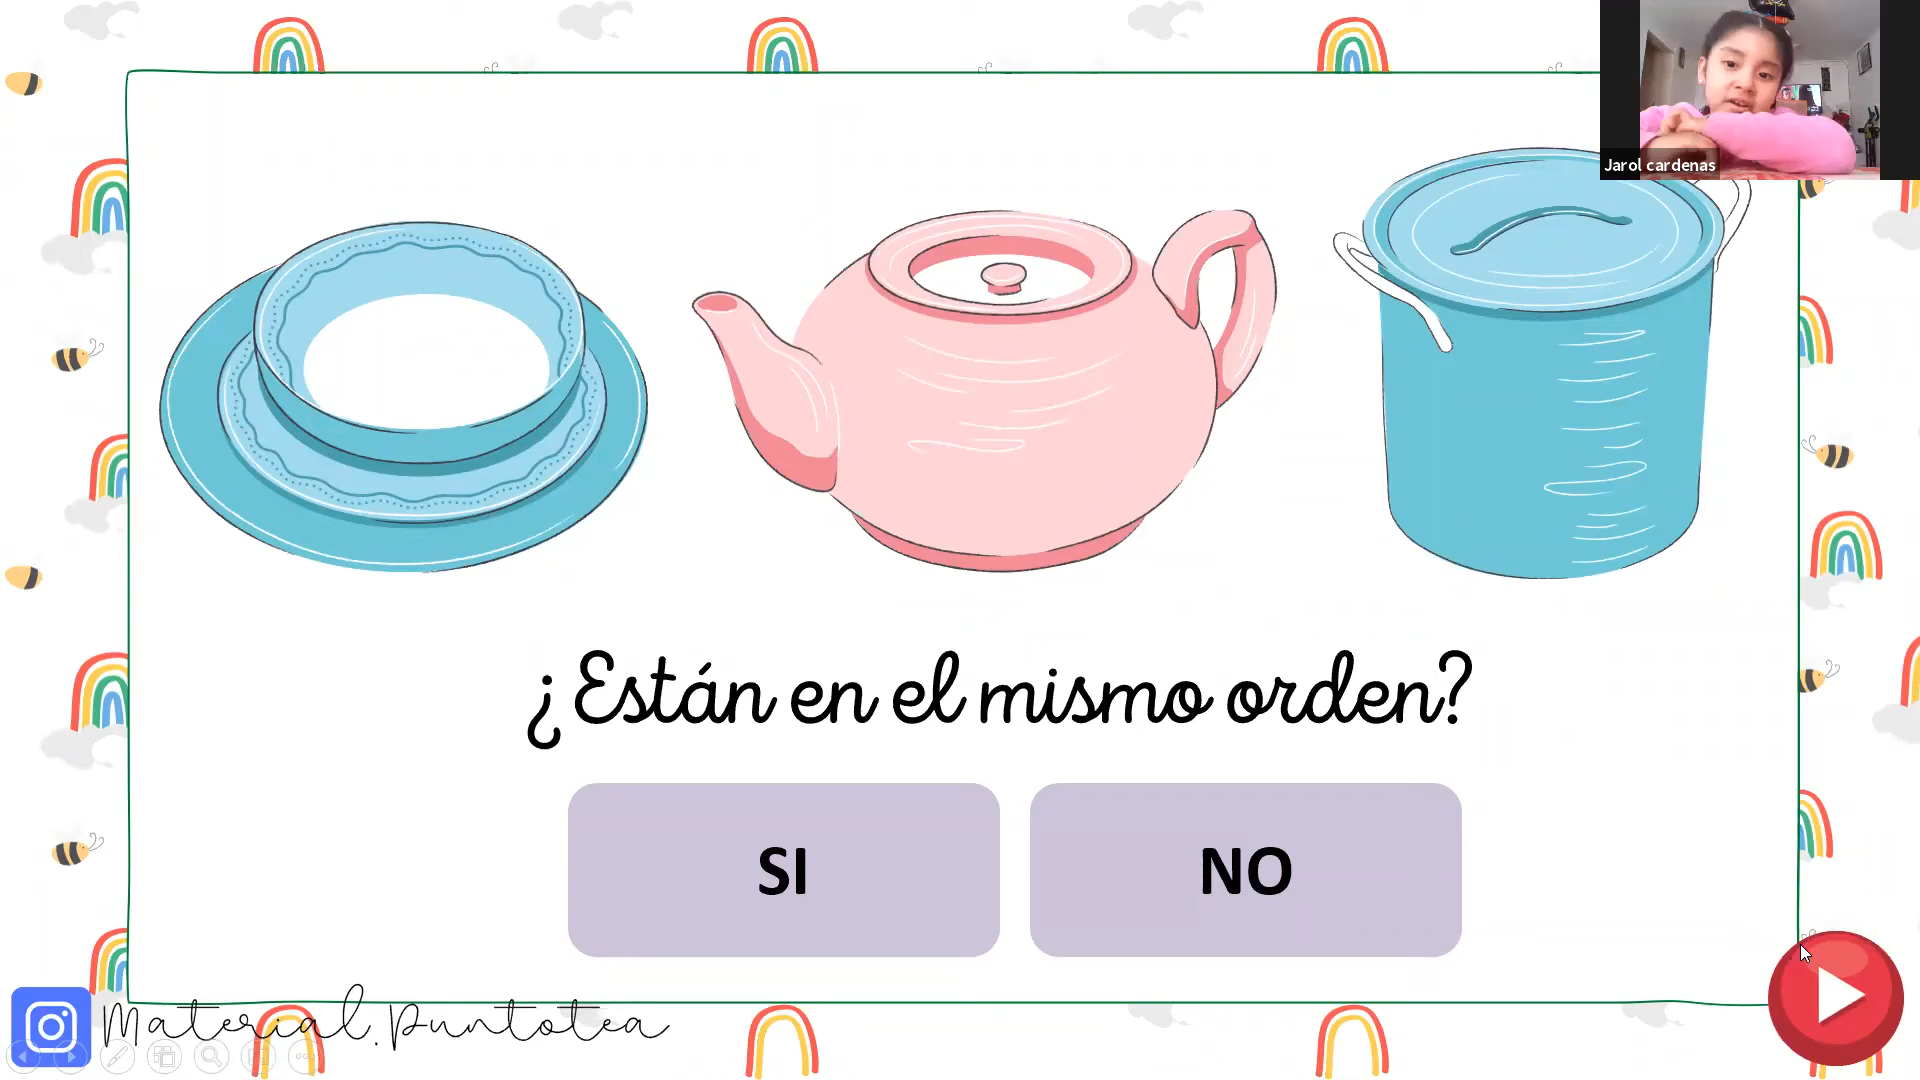 Jarol cardenas
¿Están en el mismo orden?
SI
NO
Material.Puntotea